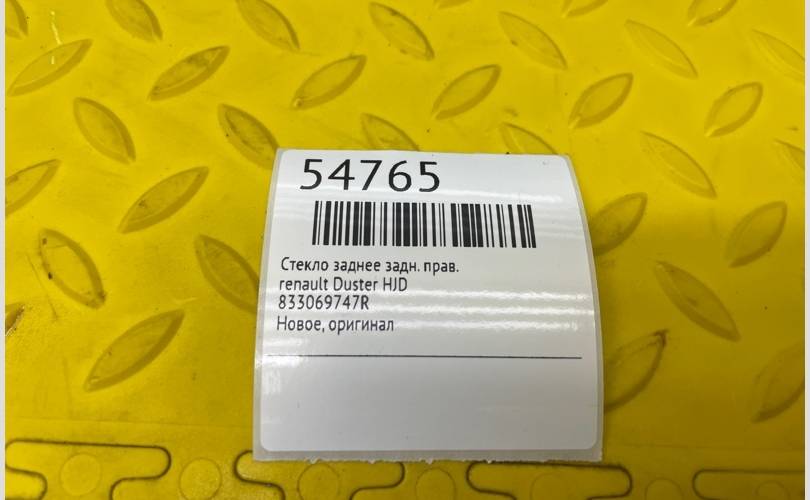 54765
Стекло заднее задн. прав.
renault Duster HJD
833069747R
Новое, оригинал